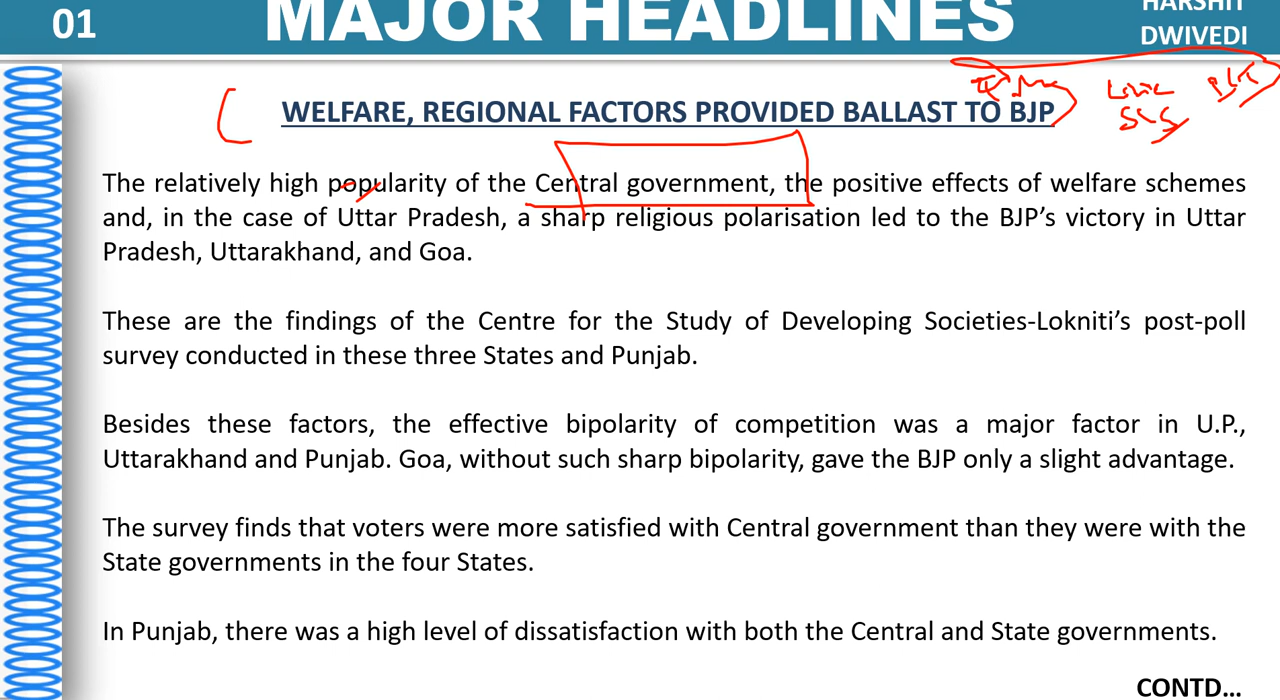 01
MAJOR HEADLINES
HARSHIT
DWIVEDI
WELFARE, REGIONAL FACTORS PROVIDED BALLAST TO BJP
The relatively high popularity of the Central government, the positive effects of welfare schemes
and, in the case of Uttar Pradesh, a sharp religious polarisation led to the BJP’s victory in Uttar
Pradesh, Uttarakhand, and Goa.
These are the findings of the Centre for the Study of Developing Societies-Lokniti’s post-poll
survey conducted in these three States and Punjab.
Besides these factors, the effective bipolarity of competition was a major factor in U.P.,
Uttarakhand and Punjab. Goa, without such sharp bipolarity, gave the BJP only a slight advantage.
The survey finds that voters were more satisfied with Central government than they were with the
State governments in the four States.
In Punjab, there was a high level of dissatisfaction with both the Central and State governments.
CONTD...